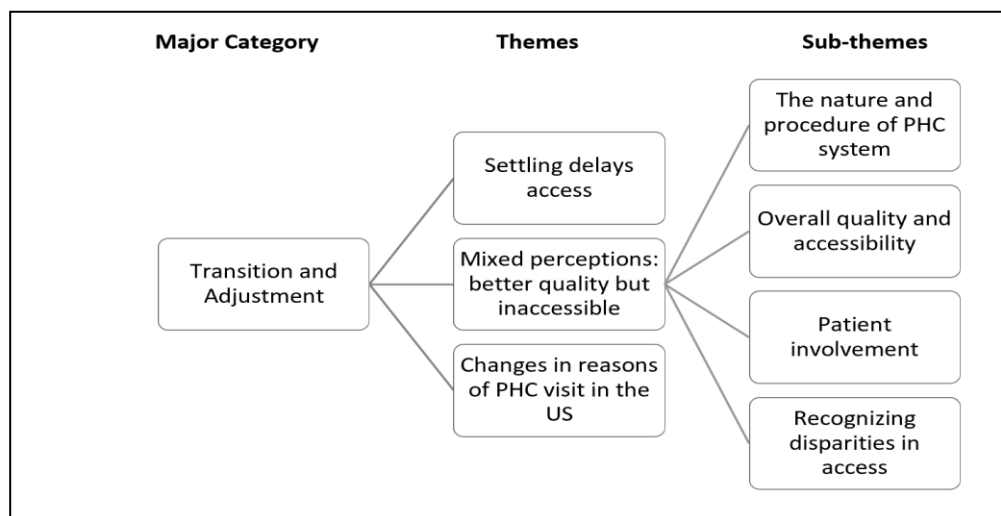 Major Category
Themes
Sub-themes
Transition and
Adjustment
Settling delays
access
Mixed perceptions:
better quality but
inaccessible
Changes in reasons
of PHC visit in the
US
The nature and
procedure of PHC
system
Overall quality and
accessibility
Patient
involvement
Recognizing
disparities in
access